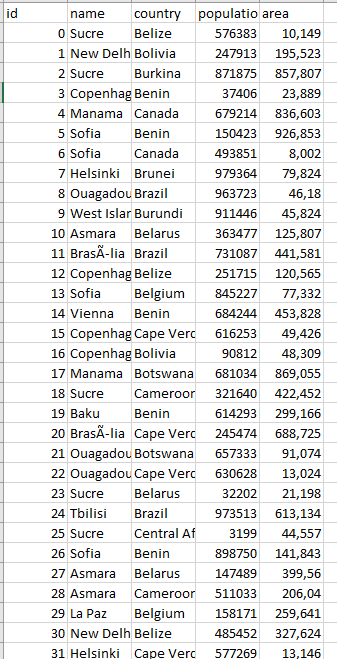 id name country populatio area
0 Sucre Belize 576383 10,149
1 New Delh Bolivia 247913 195,523
2 Sucre Burkina 871875 857,807
3 Copenhag Benin 37406 23,889
4 Manama Canada 679214 836,603
5 Sofia Benin 150423 926,853
6 Sofia Canada 493851 8,002
7 Helsinki Brunei 979364 79,824
8 Ouagadou Brazil 963723 46,18
9 West Islar Burundi 911446 45,824
10 Asmara Belarus 363477 125,807
11 BrasÃ-lia Brazil 731087 441,581
12 Copenhag Belize 251715 120,565
13 Sofia Belgium 845227 77,332
14 Vienna Benin 684244 453,828
15 Copenhag Cape Verd 616253 49,426
16 Copenhag Bolivia 90812 48,309
17 Manama Botswana 681034 869,055
18 Sucre Cameroor 321640 422,452
19 Baku Benin 614293 299,166
20 BrasÃ-lia Cape Verd 245474 688,725
21 Ouagadou Botswana 657333 91,074
22 Ouagadou Cape Verd 630628 13,024
23 Sucre Belarus 32202 21,198
24 Tbilisi Brazil 973513 613,134
25 Sucre Central Af 3199 44,557
26 Sofia Benin 898750 141,843
27 Asmara Belarus 147489 399,56
28 Asmara Cameroor 511033 206,04
29 La Paz Belgium 158171 259,641
30 New Delh Belize 485452 327,624
31 Helsinki Cape Verd 577269 13,146